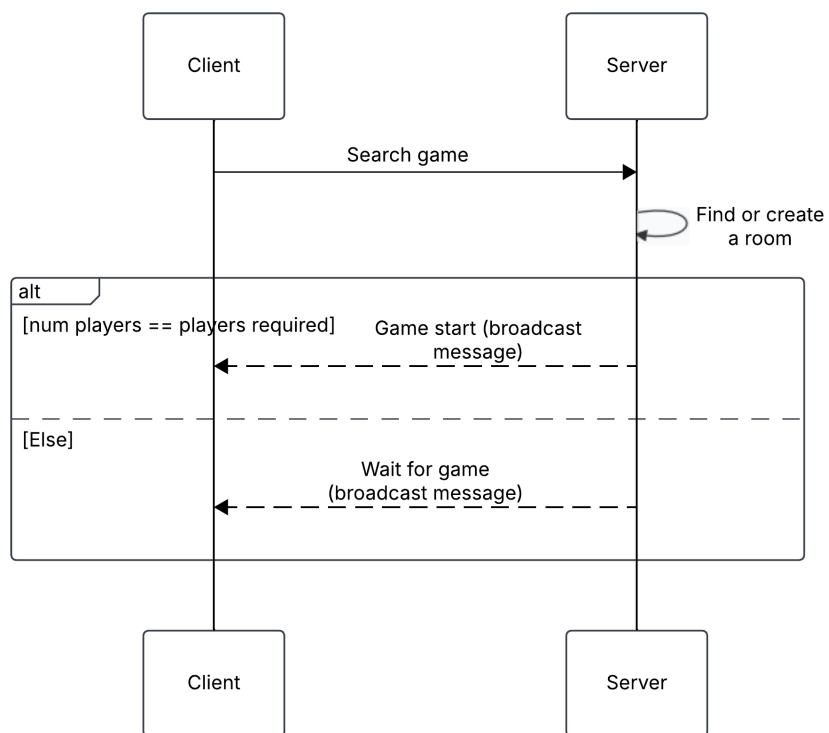 Client
Server
Search game
Find or create
a room
alt
[num players == players required]
Game start (broadcast
message)
[Else]
Wait for game
(broadcast message)
Client
Server